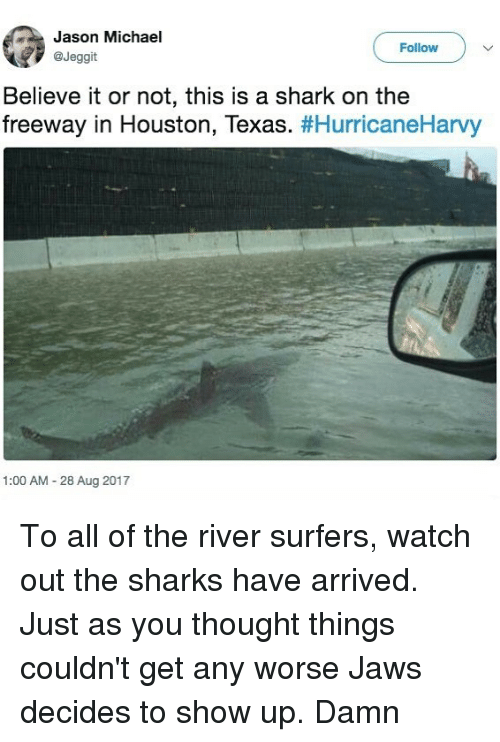 Jason Michael
@Jeggit
Follow
Believe it or not, this is a shark on the
freeway in Houston, Texas. #HurricaneHarvy
1:00 AM - 28 Aug 2017
To all of the river surfers, watch
out the sharks have arrived.
Just as you thought things
couldn't get any worse Jaws
decides to show up. Damn